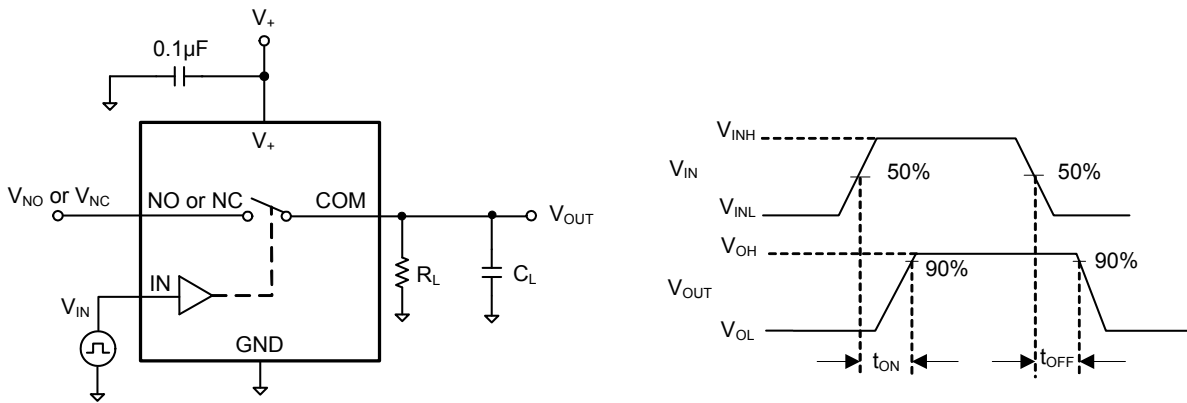 V+
0.1µF
V+
VNO or VNC
NO or NC
COM
VOUT
IN
RL
CL
VIN
GND
VINH
VIN
50%
50%
VINL
VOH
90%
90%
VOUT
VOL
tON
tOFF